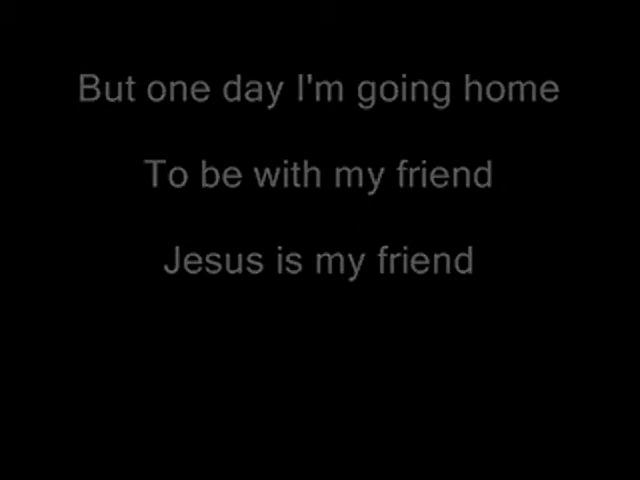 But one day I'm going home
To be with my friend
Jesus is my friend